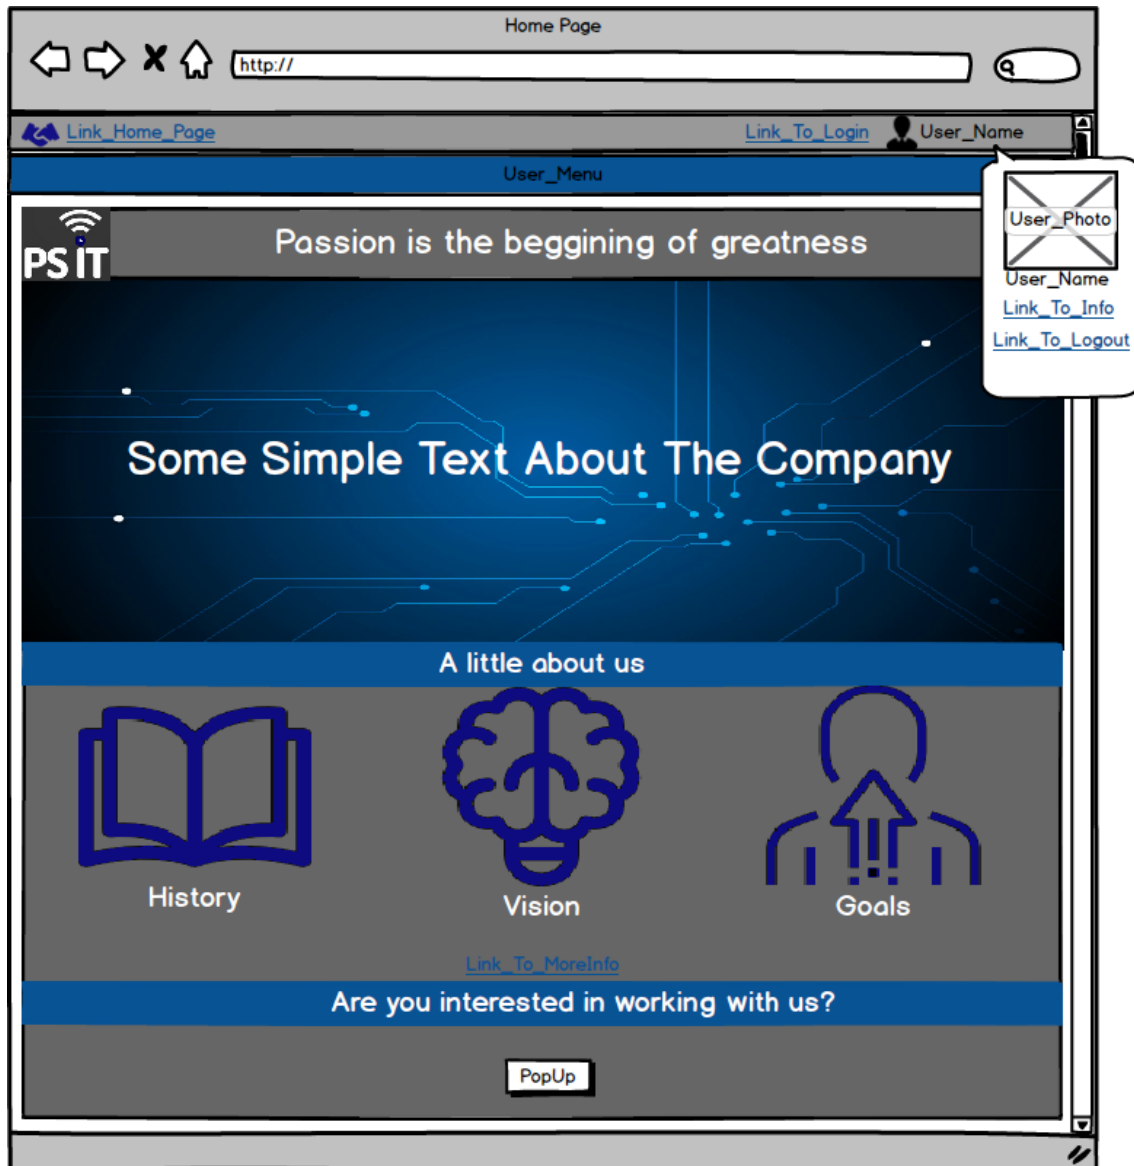 Home Page
http://
Link_Home_Page
Link_To_Login
User_Name
User_Menu
User_Photo
User_Name
Link_To_Info
Link_To_Logout
PS iT
Passion is the beggining of greatness
Some Simple Text About The Company
A little about us
History
Vision
Goals
Link_To_MoreInfo
Are you interested in working with us?
PopUp